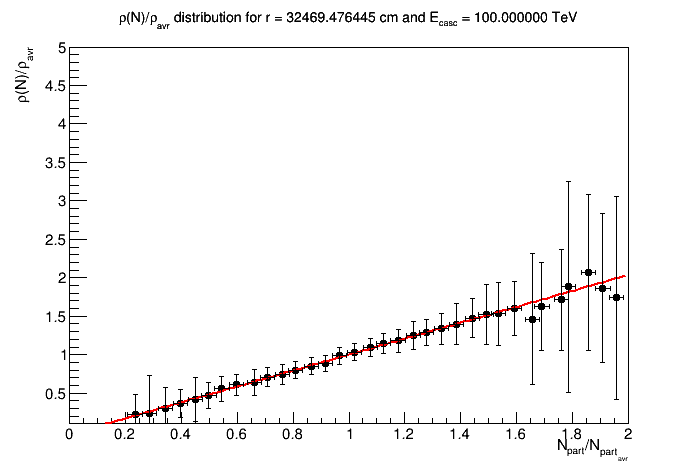 ρ(N)/ρavr distribution for r = 32469.476445 cm and Ecasc = 100.000000 TeV
ρ(N)/ρavr
5
4.5
4
3.5
3
2.5
2
1.5
1
0.5
0 0.2 0.4 0.6 0.8 1 1.2 1.4 1.6 1.8 2
Npart/Npartavr